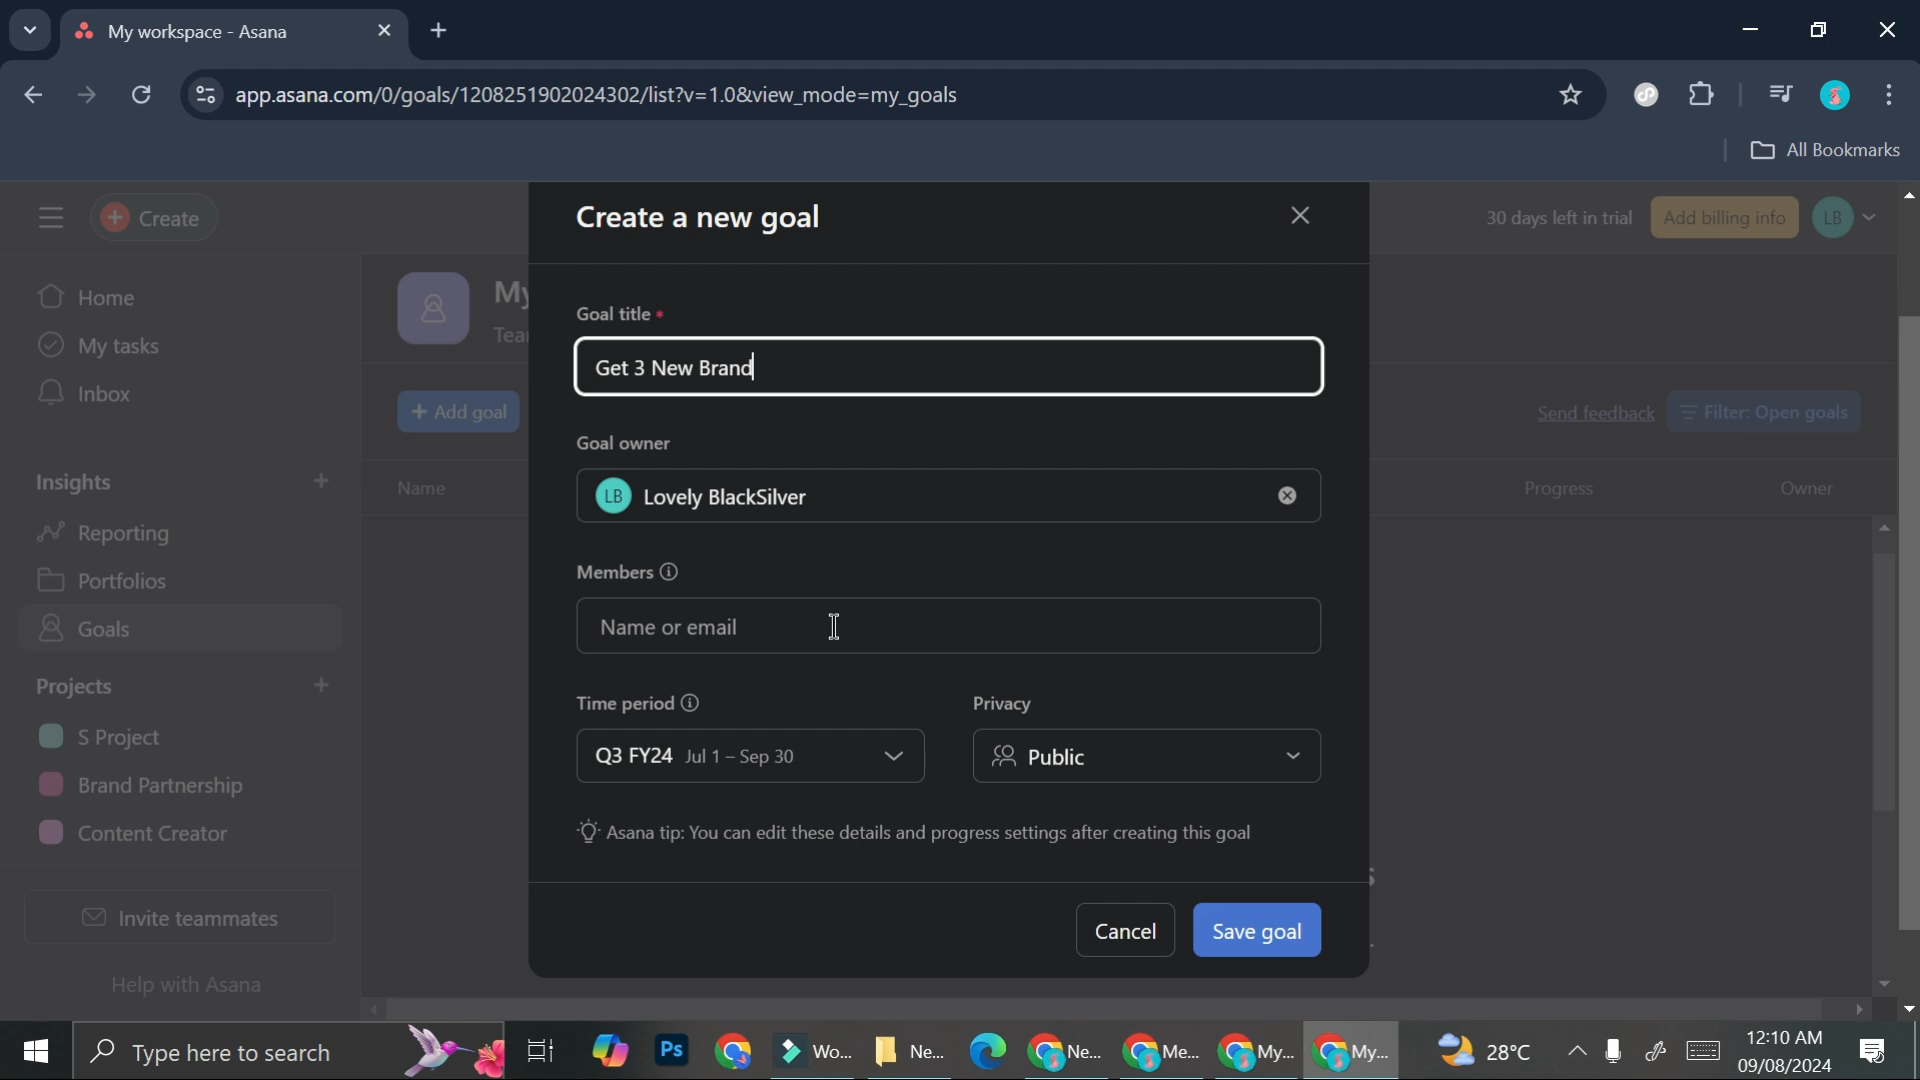 My workspace - Asana
app.asana.com/0/goals/1208251902024302/list?v=1.0&view_mode=my_goals
All Bookmarks
Create
Create a new goal
30 days left in trial
Add billing info
LB
Home
My tasks
Inbox
My
Tea
Goal title *
Get 3 New Brand
+ Add goal
Send feedback
Filter: Open goals
Goal owner
LB Lovely BlackSilver
Name
Progress
Owner
Insights
Reporting
Portfolios
Goals
Members
Name or email
Projects
S Project
Brand Partnership
Content Creator
Time period
Privacy
Q3 FY24 Jul 1 – Sep 30
Public
Asana tip: You can edit these details and progress settings after creating this goal
Cancel
Save goal
Invite teammates
Help with Asana
Type here to search
Ps
Wo...
Ne...
Ne...
Me...
My...
My...
28°C
12:10 AM
09/08/2024